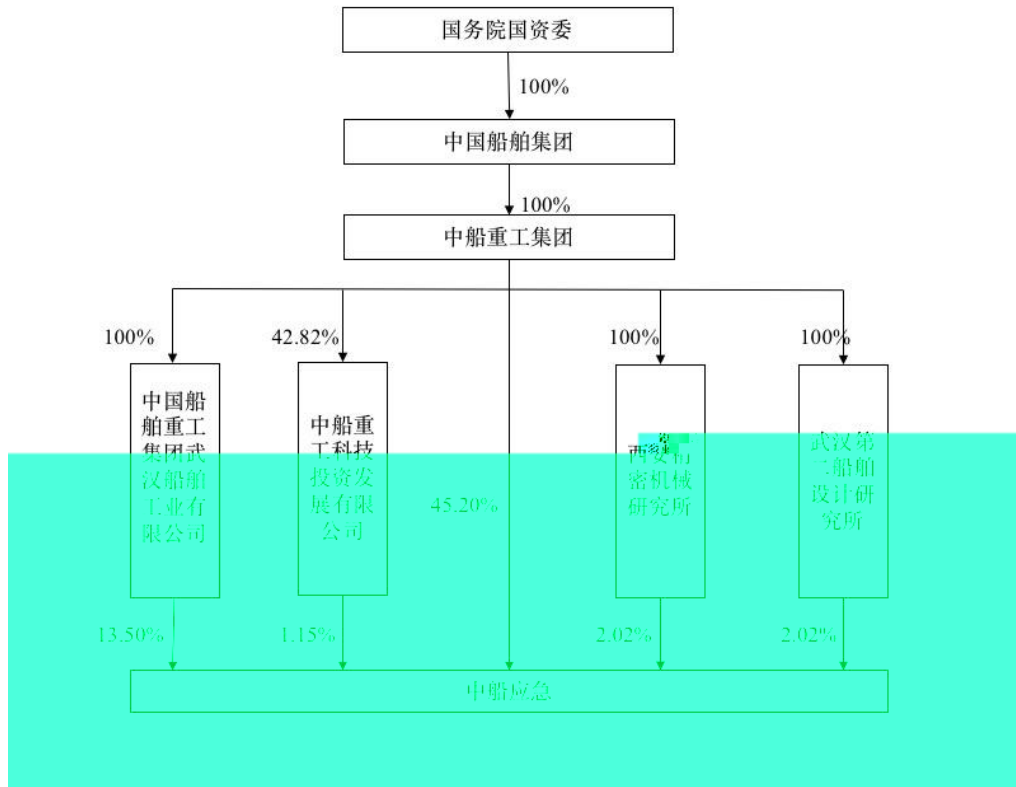 国务院国资委
100%
中国船舶集团
100%
中船重工集团
100%
42.82%
100%
100%
中国船
舶重工
集团武
汉船舶
工业有
限公司
中船重
工科技
投资发
展有限
公司
45.20%
西安精
密机械
研究所
武汉第
二船舶
设计研
究所
13.50%
1.15%
2.02%
2.02%
中船应急